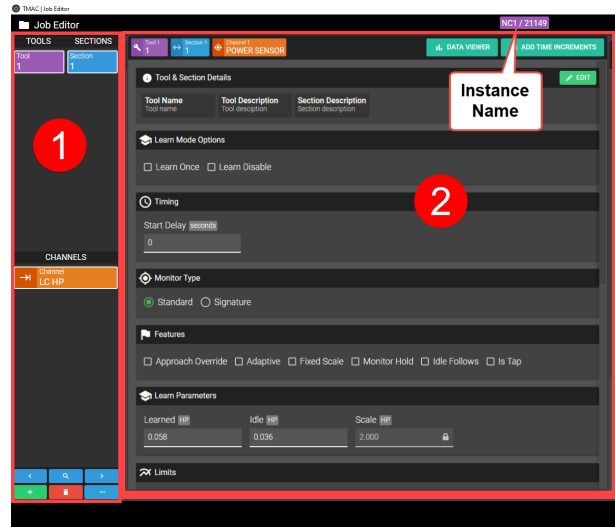 TMAC | Job Editor
Job Editor
NC1 / 21149
TOOLS SECTIONS
Tool
1
Section
1
1
CHANNELS
Channel
LC HP
Tool 1
1
Section 1
1
Channel 1
POWER SENSOR
DATA VIEWER
ADD TIME INCREMENTS
Instance
Name
Tool & Section Details
EDIT
Tool Name Tool Description Section Description
Tool name Tool desciption Section description
Learn Mode Options
Learn Once Learn Disable
2
Timing
Start Delay seconds
0
Monitor Type
Standard Signature
Features
Approach Override Adaptive Fixed Scale Monitor Hold Idle Follows Is Tap
Learn Parameters
Learned HP Idle HP Scale HP
0.058 0.036 2.000
Limits